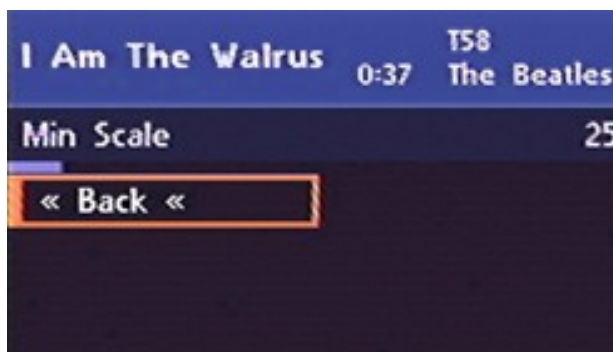 I Am The Walrus
0:37
T58
The Beatles
Min Scale 25
« Back «